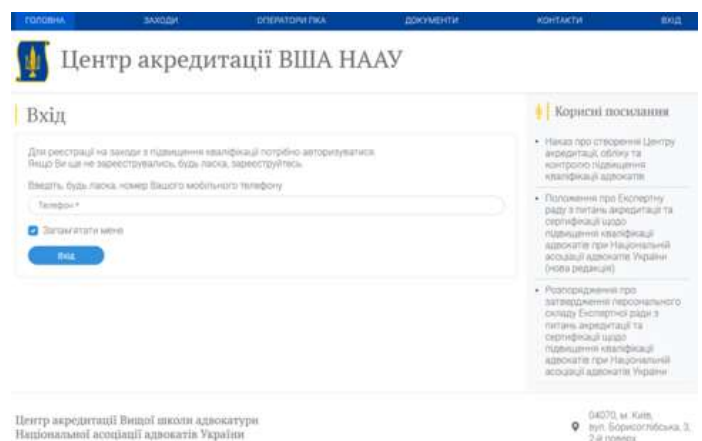 ГОЛОВНА ЗАХОДИ ОПЕРАТОРИ ПКА ДОКУМЕНТИ КОНТАКТИ ВХІД
Центр акредитації ВША НААУ
Вхід
Для реєстрації на заходи з підвищення кваліфікації потрібно авторизуватися.
Якщо Ви ще не зареєструвались, будь ласка, зареєструйтесь.
Введіть, будь ласка, номер Вашого мобільного телефону
Телефон *
Запам'ятати мене
Вхід
Корисні посилання
• Наказ про створення Центру
акредитації, обліку та
контролю підвищення
кваліфікації адвокатів
• Положення про Експертну
раду з питань акредитації та
сертифікації щодо
підвищення кваліфікації
адвокатів при Національній
асоціації адвокатів України
(нова редакція)
• Розпорядження про
затвердження персонального
складу Експертної ради з
питань акредитації та
сертифікації щодо
підвищення кваліфікації
адвокатів при Національній
асоціації адвокатів України
Центр акредитації Вищої школи адвокатури
Національної асоціації адвокатів України
04070, м. Київ,
вул. Борисоглібська, 3,
2-й поверх